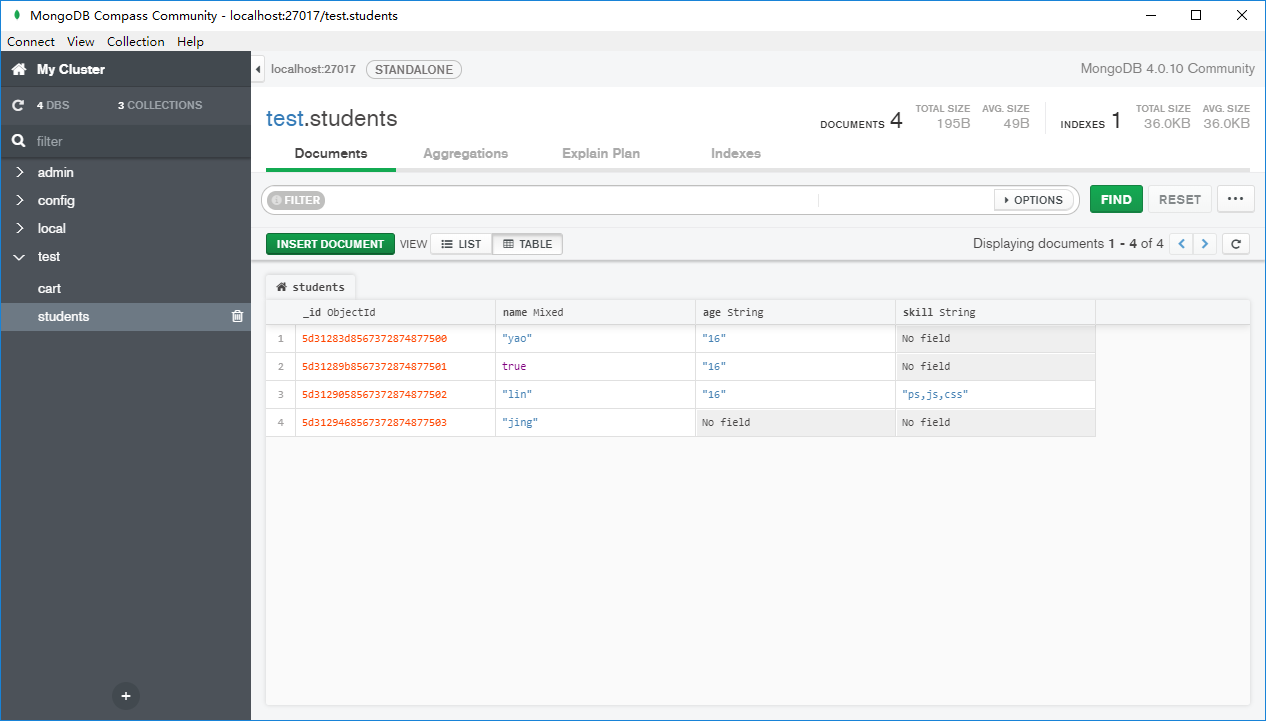 MongoDB Compass Community - localhost:27017/test.students
Connect View Collection Help
My Cluster
4 DBS 3 COLLECTIONS
filter
admin
config
local
test
cart
students
localhost:27017 STANDALONE MongoDB 4.0.10 Community
test.students
DOCUMENTS 4 TOTAL SIZE 195B AVG. SIZE 49B INDEXES 1 TOTAL SIZE 36.0KB AVG. SIZE 36.0KB
Documents Aggregations Explain Plan Indexes
FILTER OPTIONS FIND RESET ...
INSERT DOCUMENT VIEW LIST TABLE Displaying documents 1 - 4 of 4
students
_id ObjectId name Mixed age String skill String
1 5d31283d8567372874877500 "yao" "16" No field
2 5d31289b8567372874877501 true "16" No field
3 5d3129058567372874877502 "lin" "16" "ps,js,css"
4 5d3129468567372874877503 "jing" No field No field